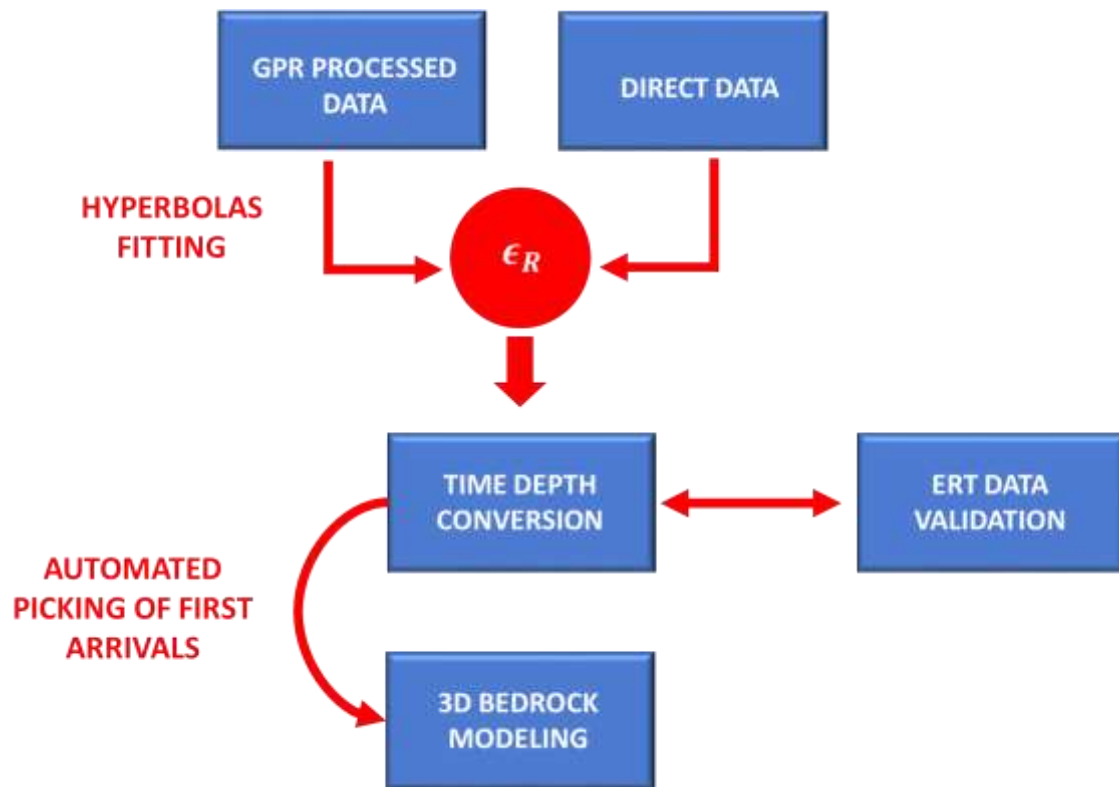 GPR PROCESSED
DATA
DIRECT DATA
HYPERBOLAS
FITTING
ϵ_R
TIME DEPTH
CONVERSION
ERT DATA
VALIDATION
AUTOMATED
PICKING OF FIRST
ARRIVALS
3D BEDROCK
MODELING